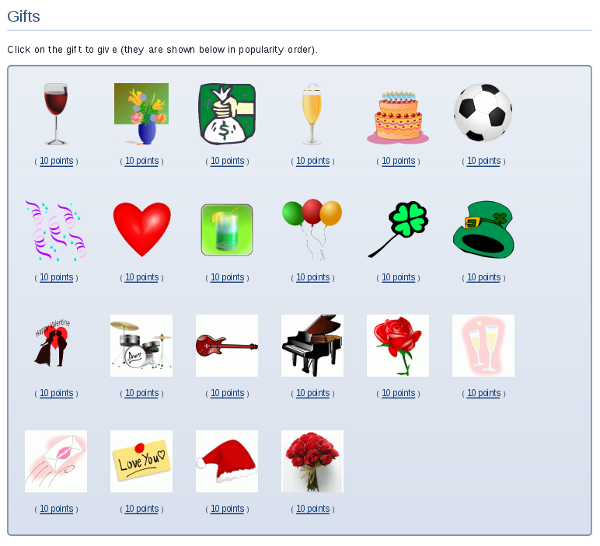 Gifts
Click on the gift to give (they are shown below in popularity order).
( 10 points ) ( 10 points ) ( 10 points ) ( 10 points ) ( 10 points ) ( 10 points )
( 10 points ) ( 10 points ) ( 10 points ) ( 10 points ) ( 10 points ) ( 10 points )
Happy Valentine
( 10 points ) ( 10 points ) ( 10 points ) ( 10 points ) ( 10 points ) ( 10 points )
Love You
( 10 points ) ( 10 points ) ( 10 points ) ( 10 points )